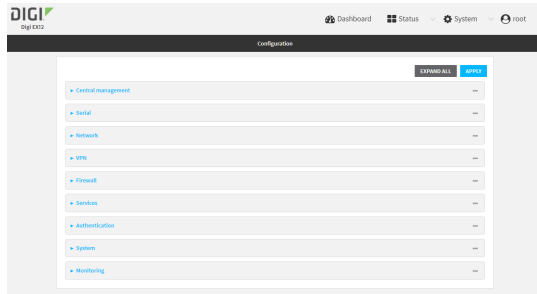 DIGI
Digi EX12
Dashboard Status System root
Configuration
EXPAND ALL APPLY
Central management
Serial
Network
VPN
Firewall
Services
Authentication
System
Monitoring